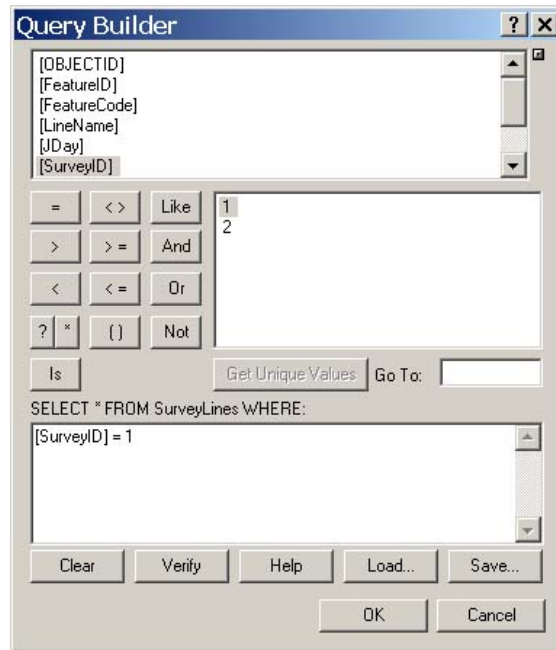 Query Builder ? X
[OBJECTID]
[FeatureID]
[FeatureCode]
[LineName]
[JDay]
[SurveyID]
= < > Like
> > = And
< < = Or
? * ( ) Not
Is
1
2
Get Unique Values Go To:
SELECT * FROM SurveyLines WHERE:
[SurveyID] = 1
Clear Verify Help Load... Save...
OK Cancel